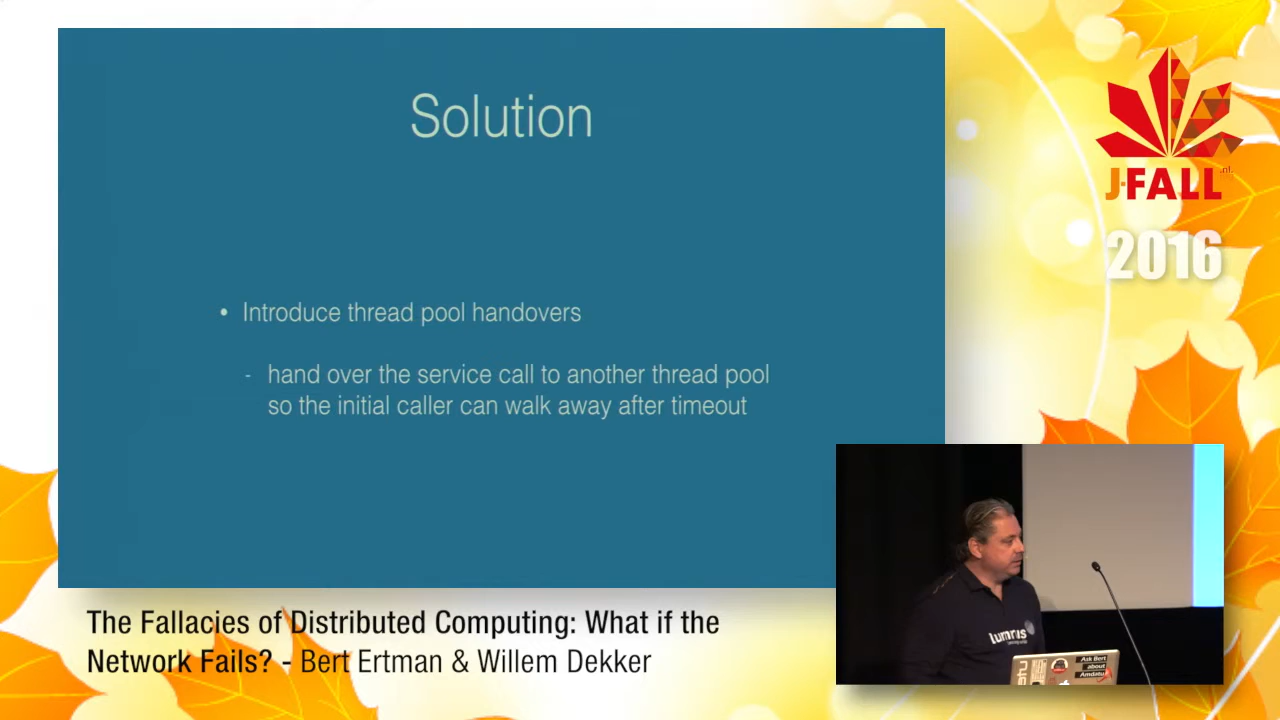 Solution
• Introduce thread pool handovers
- hand over the service call to another thread pool
so the initial caller can walk away after timeout
J-FALL
.nl
2016
The Fallacies of Distributed Computing: What if the
Network Fails? - Bert Ertman & Willem Dekker
Ask Bert
about
Amdatu